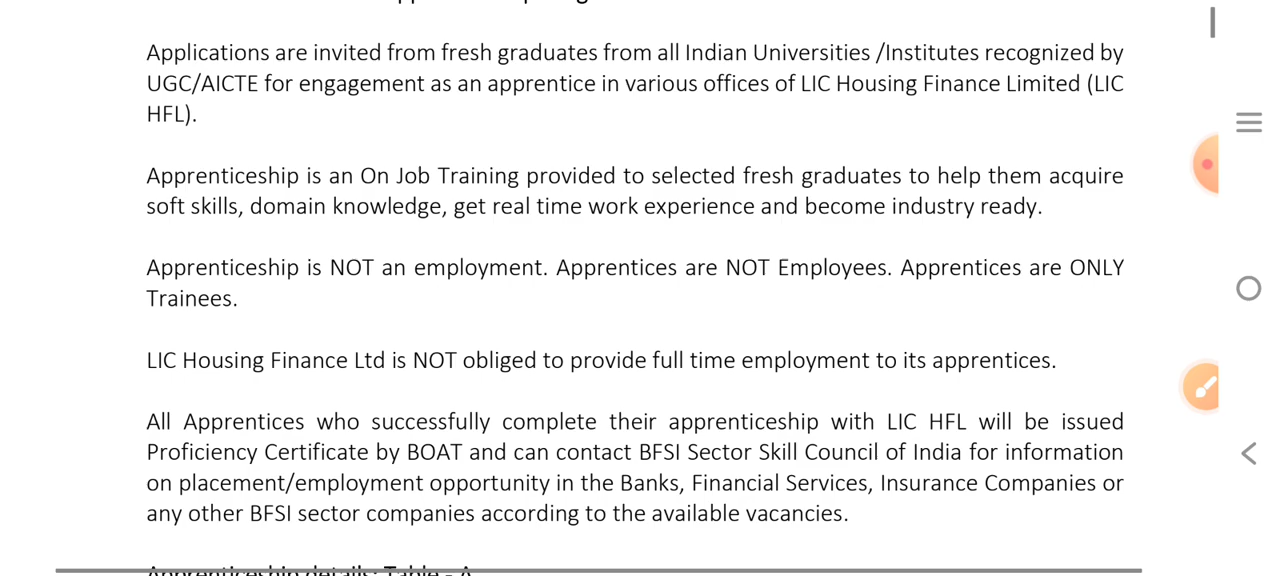 Applications are invited from fresh graduates from all Indian Universities /Institutes recognized by
UGC/AICTE for engagement as an apprentice in various offices of LIC Housing Finance Limited (LIC
HFL).
Apprenticeship is an On Job Training provided to selected fresh graduates to help them acquire
soft skills, domain knowledge, get real time work experience and become industry ready.
Apprenticeship is NOT an employment. Apprentices are NOT Employees. Apprentices are ONLY
Trainees.
LIC Housing Finance Ltd is NOT obliged to provide full time employment to its apprentices.
All Apprentices who successfully complete their apprenticeship with LIC HFL will be issued
Proficiency Certificate by BOAT and can contact BFSI Sector Skill Council of India for information
on placement/employment opportunity in the Banks, Financial Services, Insurance Companies or
any other BFSI sector companies according to the available vacancies.
Apprenticeship details: Table - A